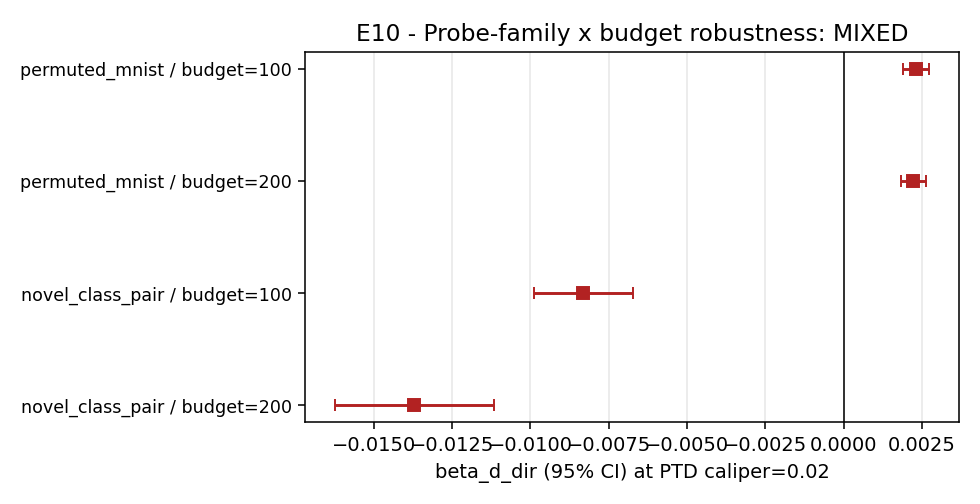 E10 - Probe-family x budget robustness: MIXED
permuted_mnist / budget=100
permuted_mnist / budget=200
novel_class_pair / budget=100
novel_class_pair / budget=200
−0.0150 −0.0125 −0.0100 −0.0075 −0.0050 −0.0025 0.0000 0.0025
beta_d_dir (95% CI) at PTD caliper=0.02